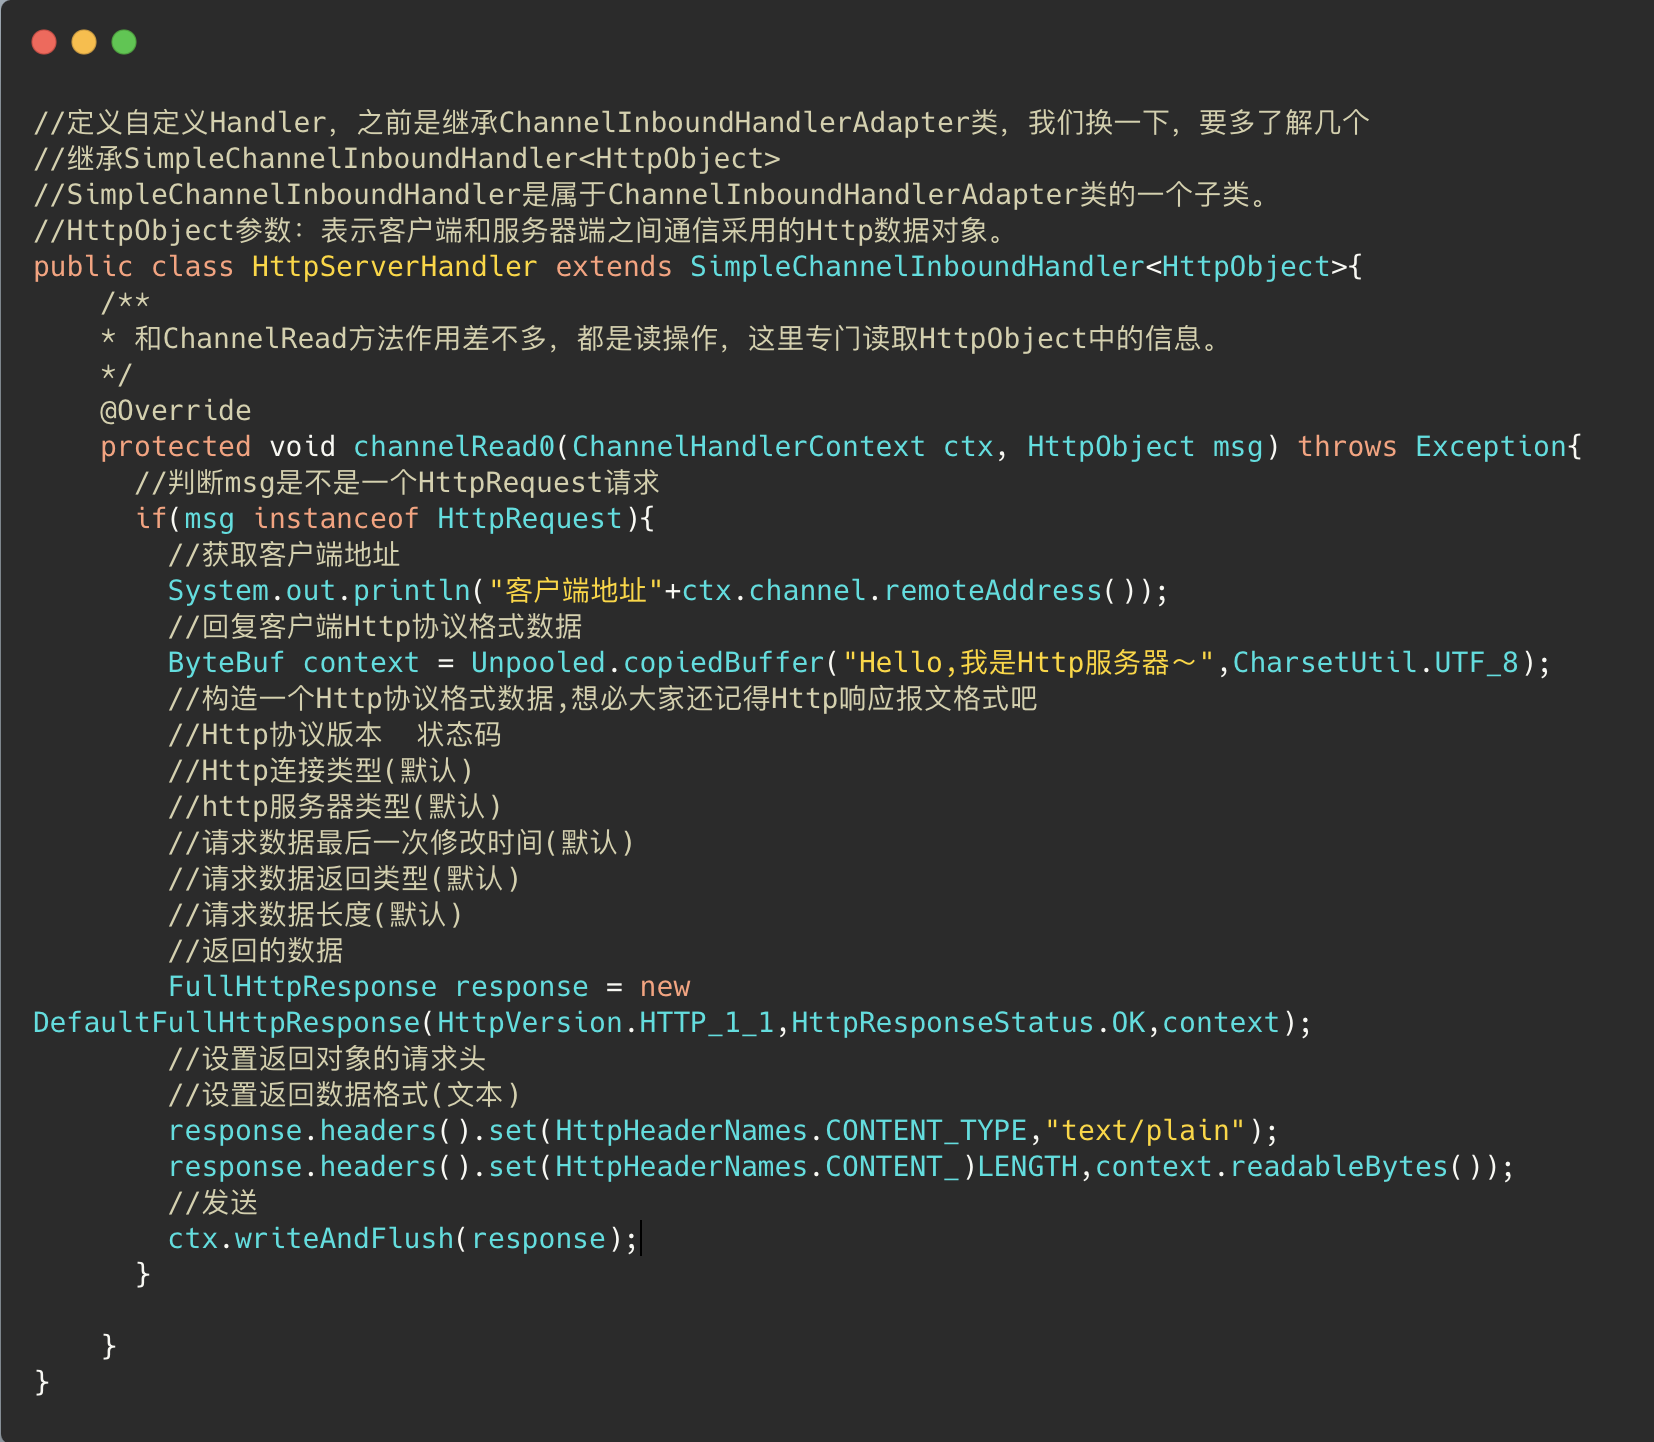 //定义自定义Handler，之前是继承ChannelInboundHandlerAdapter类，我们换一下，要多了解几个
//继承SimpleChannelInboundHandler<HttpObject>
//SimpleChannelInboundHandler是属于ChannelInboundHandlerAdapter类的一个子类。
//HttpObject参数：表示客户端和服务器端之间通信采用的Http数据对象。
public class HttpServerHandler extends SimpleChannelInboundHandler<HttpObject>{
    /**
    * 和ChannelRead方法作用差不多，都是读操作，这里专门读取HttpObject中的信息。
    */
    @Override
    protected void channelRead0(ChannelHandlerContext ctx, HttpObject msg) throws Exception{
      //判断msg是不是一个HttpRequest请求
      if(msg instanceof HttpRequest){
        //获取客户端地址
        System.out.println("客户端地址"+ctx.channel.remoteAddress());
        //回复客户端Http协议格式数据
        ByteBuf context = Unpooled.copiedBuffer("Hello,我是Http服务器～",CharsetUtil.UTF_8);
        //构造一个Http协议格式数据,想必大家还记得Http响应报文格式吧
        //Http协议版本  状态码
        //Http连接类型(默认)
        //http服务器类型(默认)
        //请求数据最后一次修改时间(默认)
        //请求数据返回类型(默认)
        //请求数据长度(默认)
        //返回的数据
        FullHttpResponse response = new
DefaultFullHttpResponse(HttpVersion.HTTP_1_1,HttpResponseStatus.OK,context);
        //设置返回对象的请求头
        //设置返回数据格式(文本)
        response.headers().set(HttpHeaderNames.CONTENT_TYPE,"text/plain");
        response.headers().set(HttpHeaderNames.CONTENT_)LENGTH,context.readableBytes());
        //发送
        ctx.writeAndFlush(response);
      }
    }
}